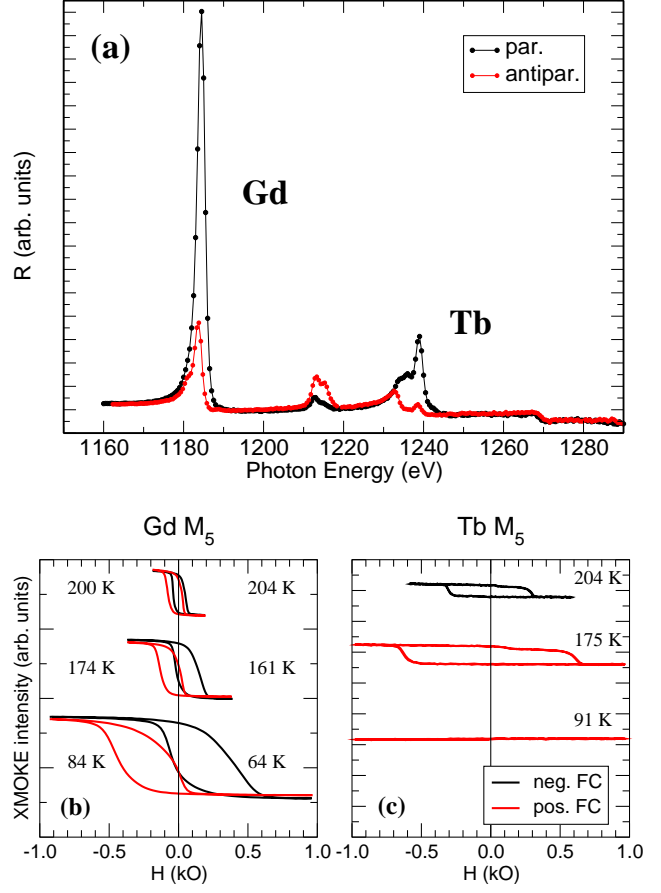 (a)
par.
antipar.
Gd
Tb
R (arb. units)
1160 1180 1200 1220 1240 1260 1280
Photon Energy (eV)
Gd M5
Tb M5
XMOKE intensity (arb. units)
200 K
204 K
174 K
161 K
84 K
64 K
(b)
-1.0 -0.5 0.0 0.5 1.0
H (kO)
204 K
175 K
91 K
neg. FC
pos. FC
(c)
-1.0 -0.5 0.0 0.5 1.0
H (kO)